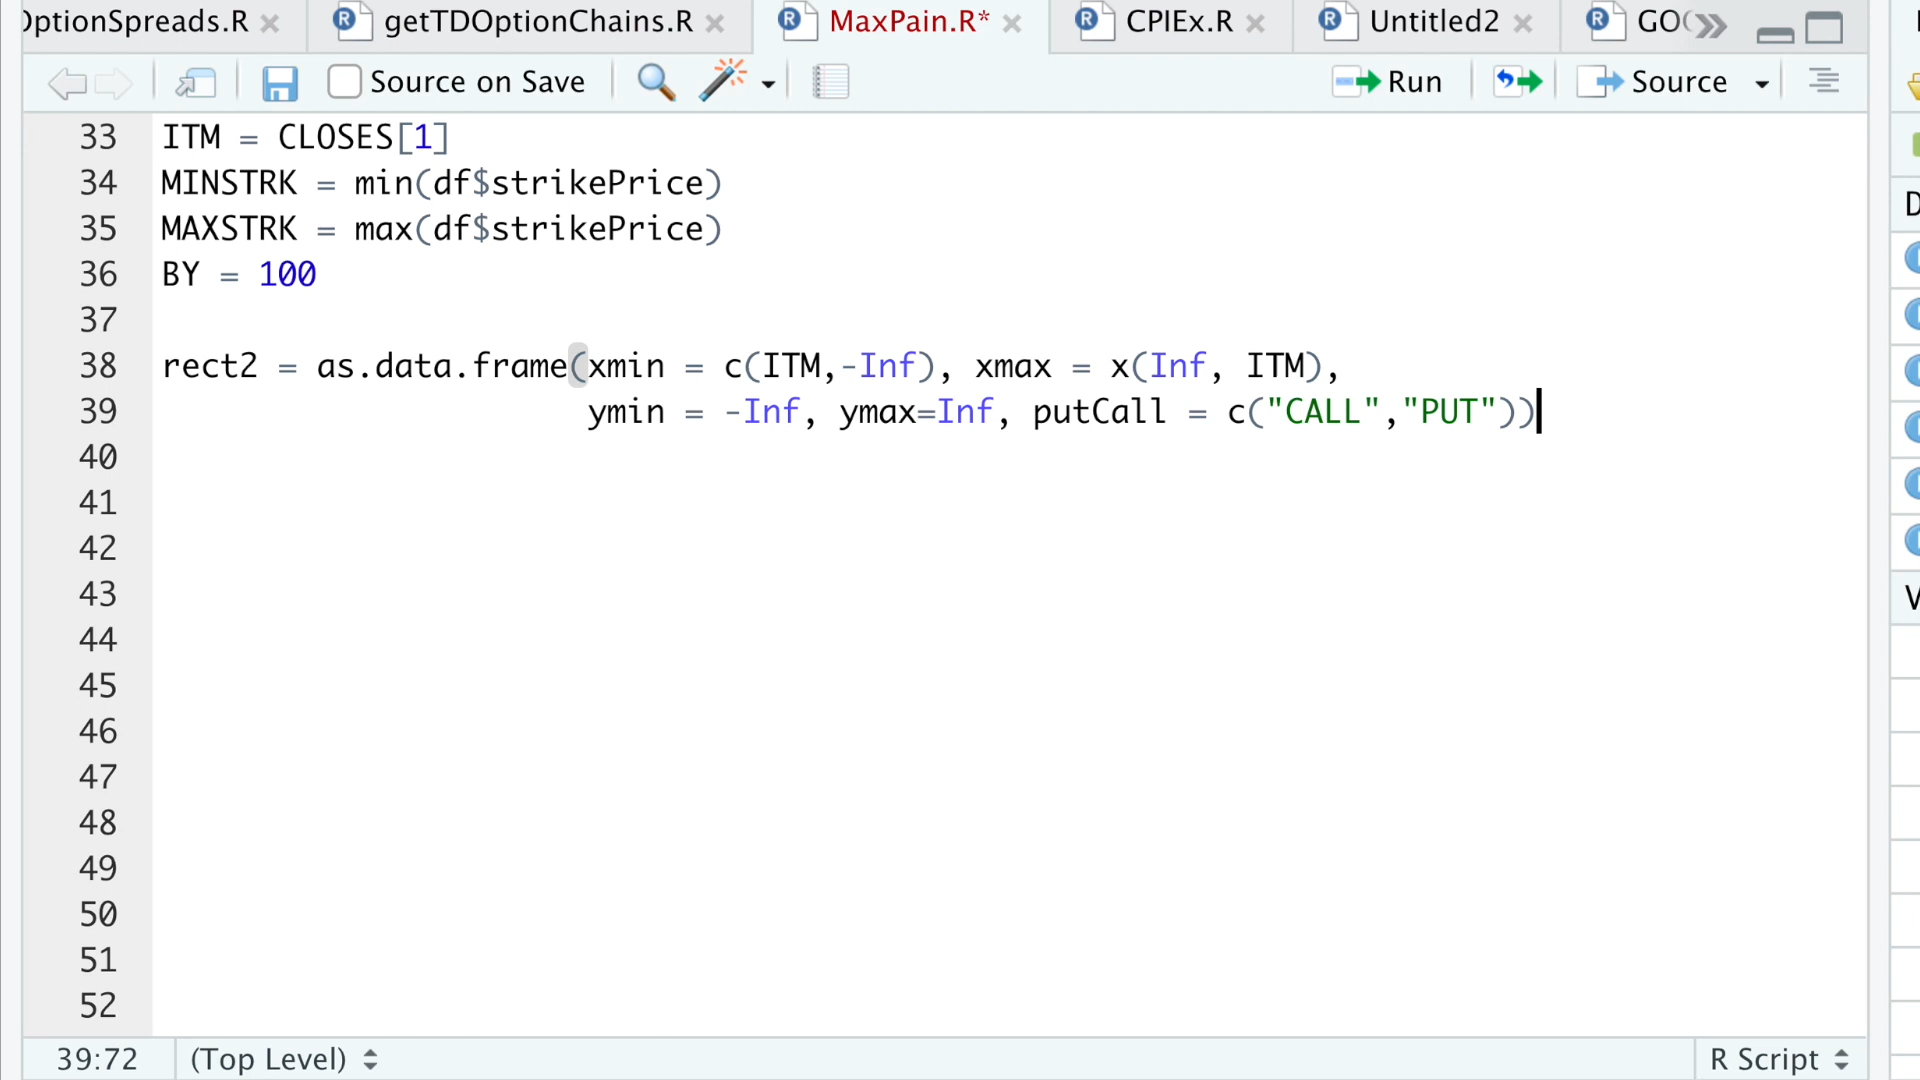 OptionSpreads.R getTDOptionChains.R MaxPain.R* CPIEx.R Untitled2 GO
Source on Save Run Source
33 ITM = CLOSES[1]
34 MINSTRK = min(df$strikePrice)
35 MAXSTRK = max(df$strikePrice)
36 BY = 100
37
38 rect2 = as.data.frame(xmin = c(ITM,-Inf), xmax = x(Inf, ITM),
39 ymin = -Inf, ymax=Inf, putCall = c("CALL","PUT"))
40
41
42
43
44
45
46
47
48
49
50
51
52
39:72 (Top Level) R Script